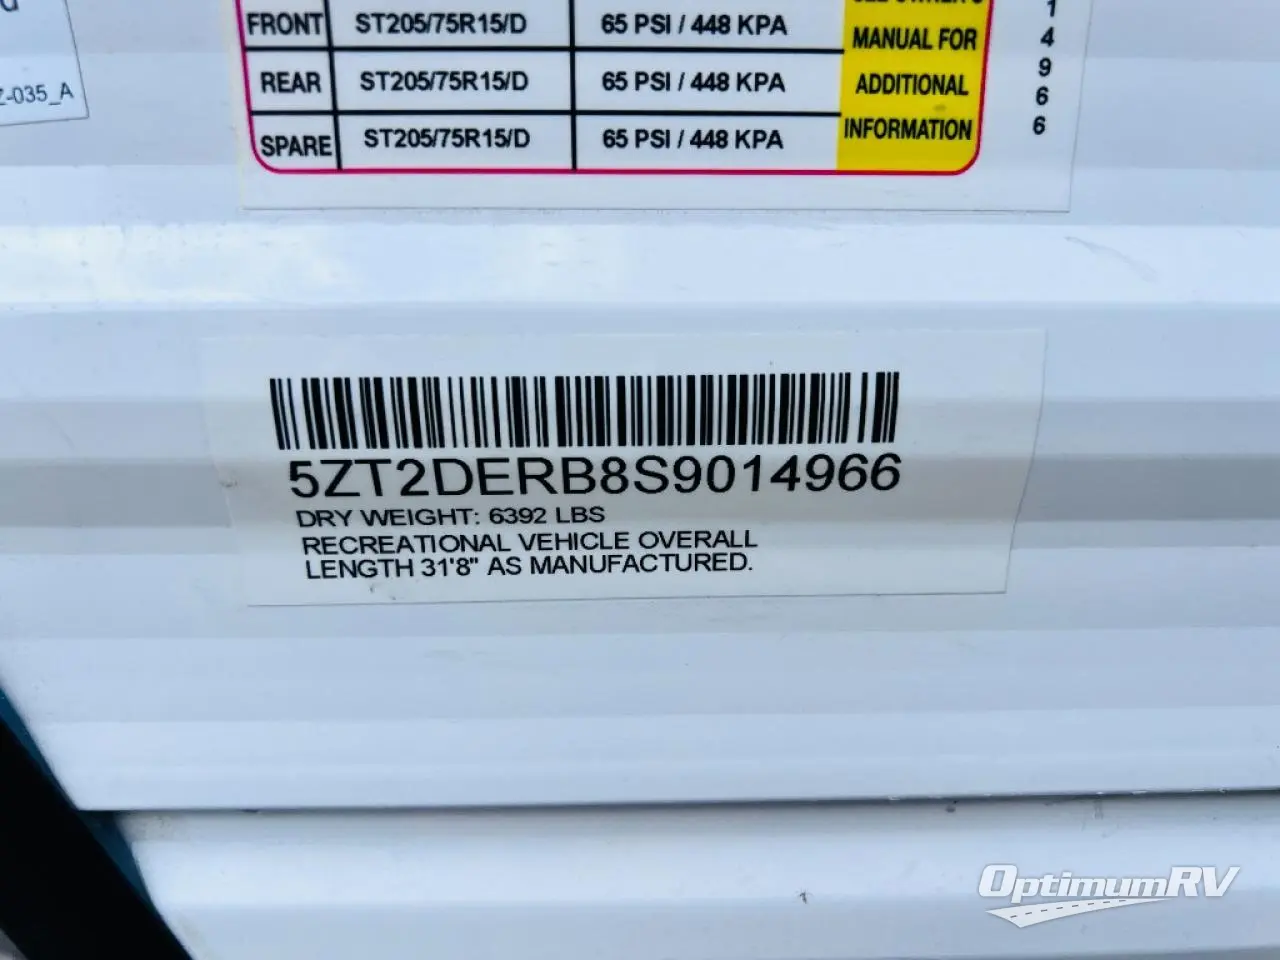 FRONT ST205/75R15/D 65 PSI / 448 KPA
MANUAL FOR
REAR ST205/75R15/D 65 PSI / 448 KPA
ADDITIONAL
SPARE ST205/75R15/D 65 PSI / 448 KPA
INFORMATION
1
4
9
6
6
Z-035_A
5ZT2DERB8S9014966
DRY WEIGHT: 6392 LBS
RECREATIONAL VEHICLE OVERALL
LENGTH 31'8" AS MANUFACTURED.
OptimumRV